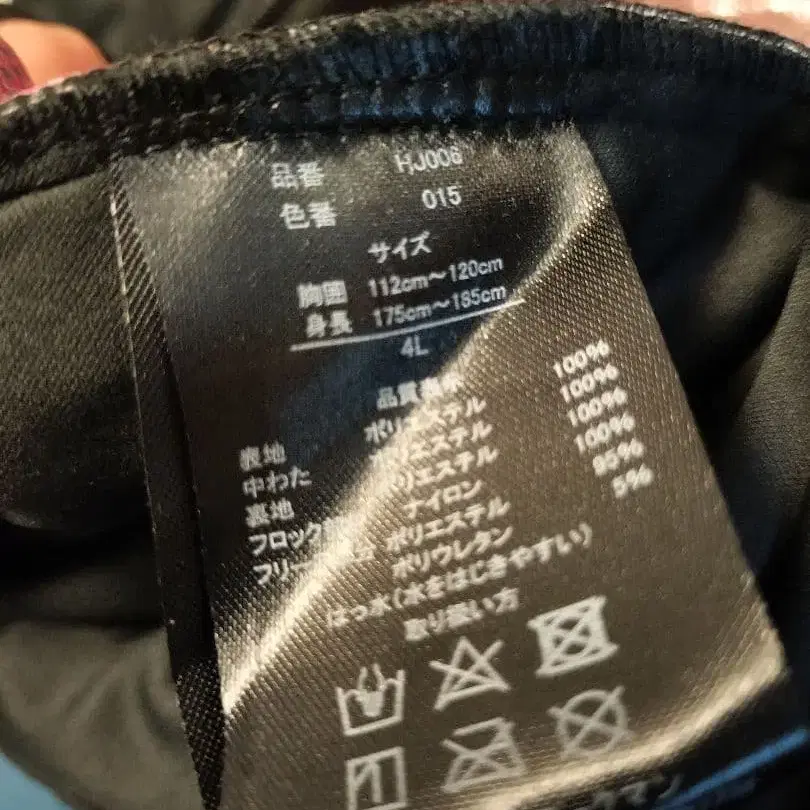 品番 HJ006
色番 015
サイズ
胸囲 112cm～120cm
身長 175cm～185cm
4L
品質表示
表地 ポリエステル 100%
中わた ポリエステル 100%
裏地 ポリエステル 100%
フロック ナイロン 100%
フリー ポリエステル 95%
ポリウレタン 5%
はっ水(水をはじきやすい)
取り扱い方